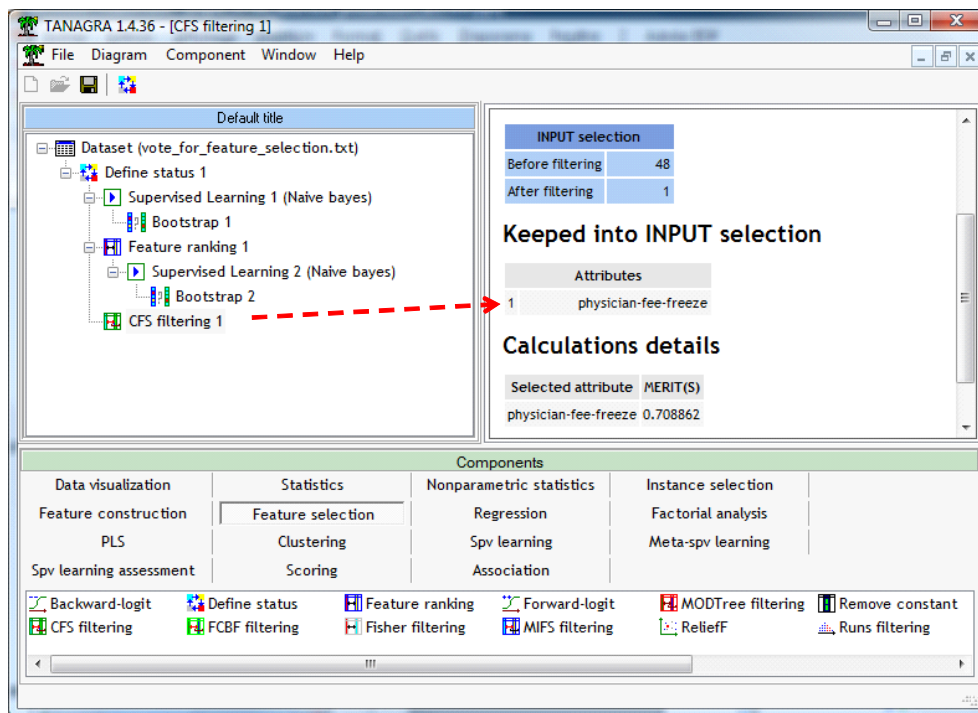 TANAGRA 1.4.36 - [CFS filtering 1]
File Diagram Component Window Help
Default title
Dataset (vote_for_feature_selection.txt)
Define status 1
Supervised Learning 1 (Naive bayes)
Bootstrap 1
Feature ranking 1
Supervised Learning 2 (Naive bayes)
Bootstrap 2
CFS filtering 1
INPUT selection
Before filtering 48
After filtering 1
Keeped into INPUT selection
Attributes
1 physician-fee-freeze
Calculations details
Selected attribute MERIT(S)
physician-fee-freeze 0.708862
Components
Data visualization Statistics Nonparametric statistics Instance selection
Feature construction Feature selection Regression Factorial analysis
PLS Clustering Spv learning Meta-spv learning
Spv learning assessment Scoring Association
Backward-logit Define status Feature ranking Forward-logit MODTree filtering Remove constant
CFS filtering FCBF filtering Fisher filtering MIFS filtering ReliefF Runs filtering